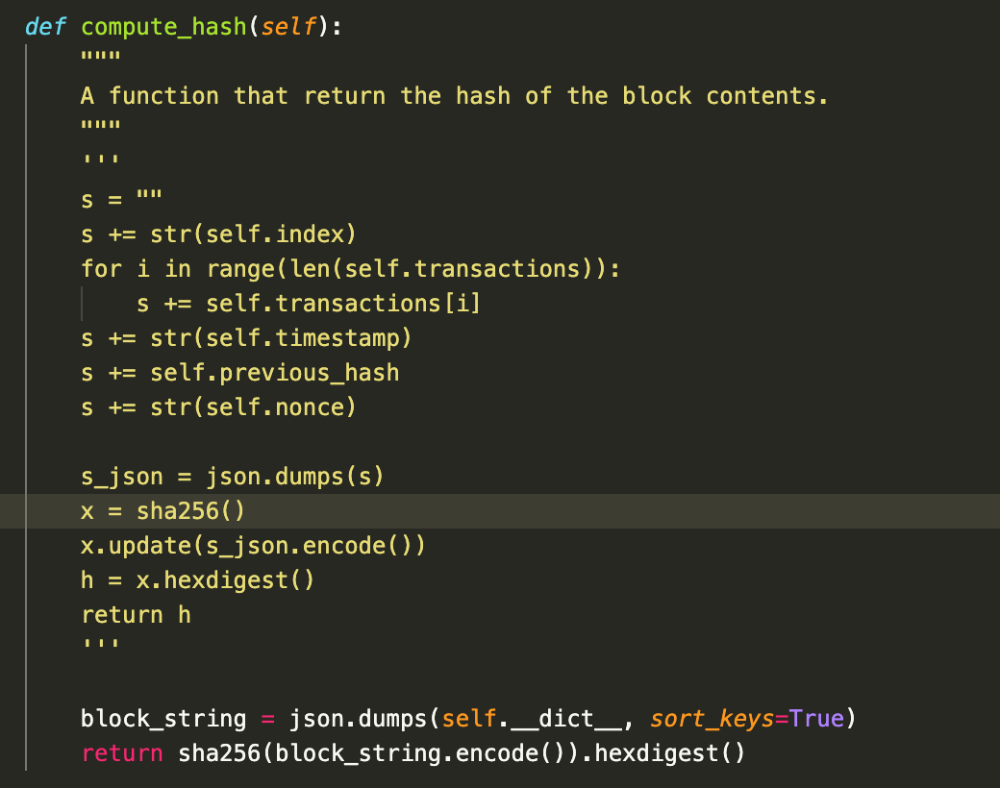 def compute_hash(self):
    """
    A function that return the hash of the block contents.
    """
    '''
    s = ""
    s += str(self.index)
    for i in range(len(self.transactions)):
        s += self.transactions[i]
    s += str(self.timestamp)
    s += self.previous_hash
    s += str(self.nonce)

    s_json = json.dumps(s)
    x = sha256()
    x.update(s_json.encode())
    h = x.hexdigest()
    return h
    '''

    block_string = json.dumps(self.__dict__, sort_keys=True)
    return sha256(block_string.encode()).hexdigest()